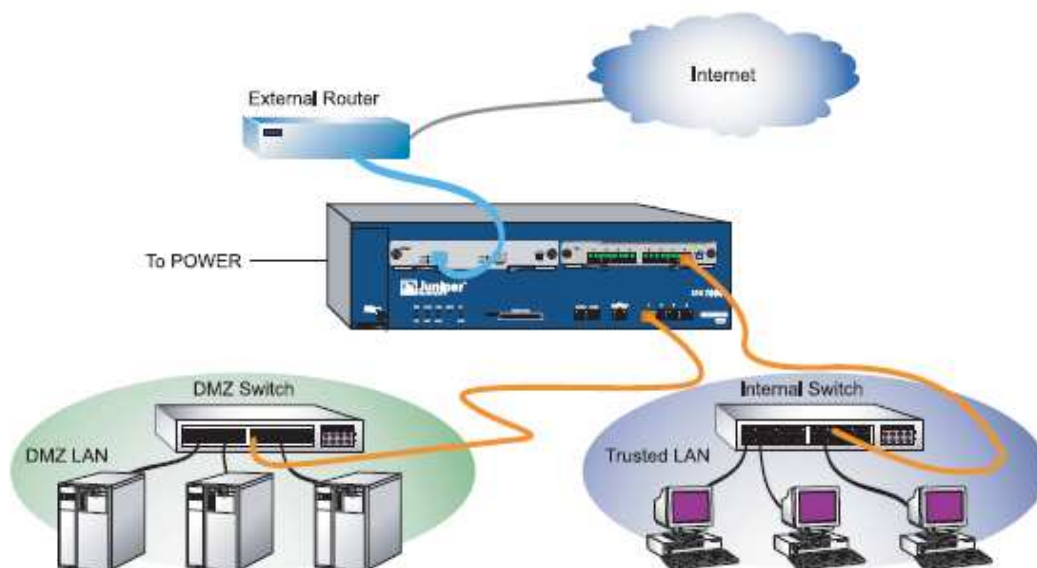 Internet
External Router
To POWER
Juniper
DMZ Switch
Internal Switch
DMZ LAN
Trusted LAN